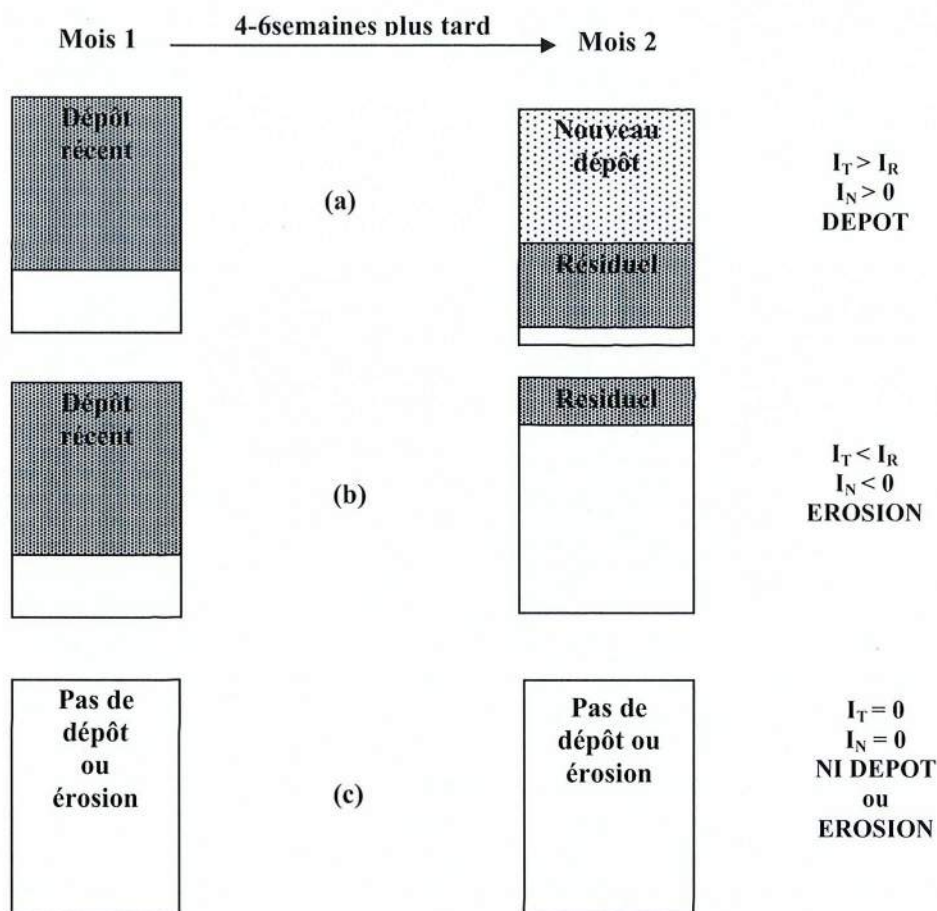 Mois 1
4-6semaines plus tard
Mois 2
Dépôt
récent
(a)
Nouveau
dépôt
Résiduel
I_T > I_R
I_N > 0
DEPOT
Dépôt
récent
(b)
Residuel
I_T < I_R
I_N < 0
EROSION
Pas de
dépôt
ou
érosion
(c)
Pas de
dépôt ou
érosion
I_T = 0
I_N = 0
NI DEPOT
ou
EROSION